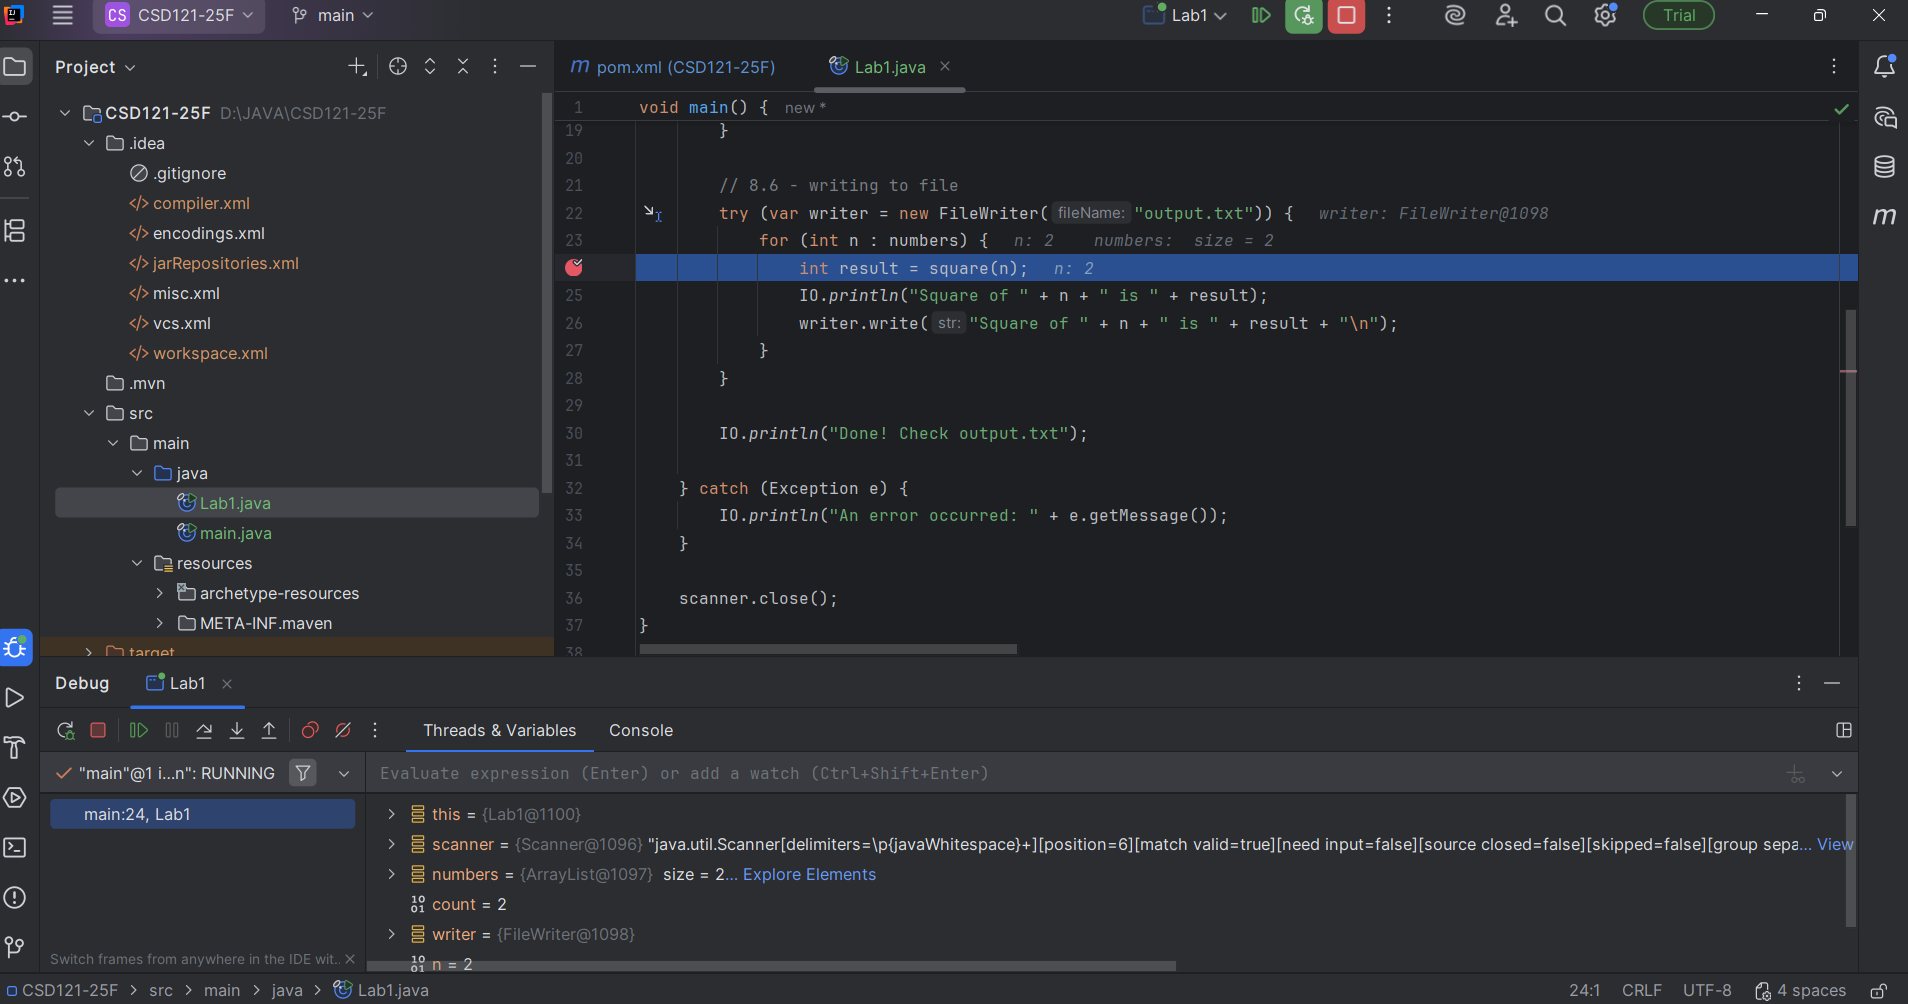 CS CSD121-25F main Lab1 Trial
Project
pom.xml (CSD121-25F) Lab1.java
CSD121-25F D:\JAVA\CSD121-25F
.idea
.gitignore
compiler.xml
encodings.xml
jarRepositories.xml
misc.xml
vcs.xml
workspace.xml
.mvn
src
main
java
Lab1.java
main.java
resources
archetype-resources
META-INF.maven
target
1 void main() { new *
19 }
20
21 // 8.6 - writing to file
22 try (var writer = new FileWriter( fileName: "output.txt")) { writer: FileWriter@1098
23 for (int n : numbers) { n: 2 numbers: size = 2
int result = square(n); n: 2
25 IO.println("Square of " + n + " is " + result);
26 writer.write( str: "Square of " + n + " is " + result + "\n");
27 }
28 }
29
30 IO.println("Done! Check output.txt");
31
32 } catch (Exception e) {
33 IO.println("An error occurred: " + e.getMessage());
34 }
35
36 scanner.close();
37 }
38
Debug Lab1
Threads & Variables Console
"main"@1 i...n": RUNNING
Evaluate expression (Enter) or add a watch (Ctrl+Shift+Enter)
main:24, Lab1
this = {Lab1@1100}
scanner = {Scanner@1096} "java.util.Scanner[delimiters=\p{javaWhitespace}+][position=6][match valid=true][need input=false][source closed=false][skipped=false][group sepa... View
numbers = {ArrayList@1097} size = 2... Explore Elements
count = 2
writer = {FileWriter@1098}
n = 2
Switch frames from anywhere in the IDE wit..
CSD121-25F > src > main > java > Lab1.java
24:1 CRLF UTF-8 4 spaces